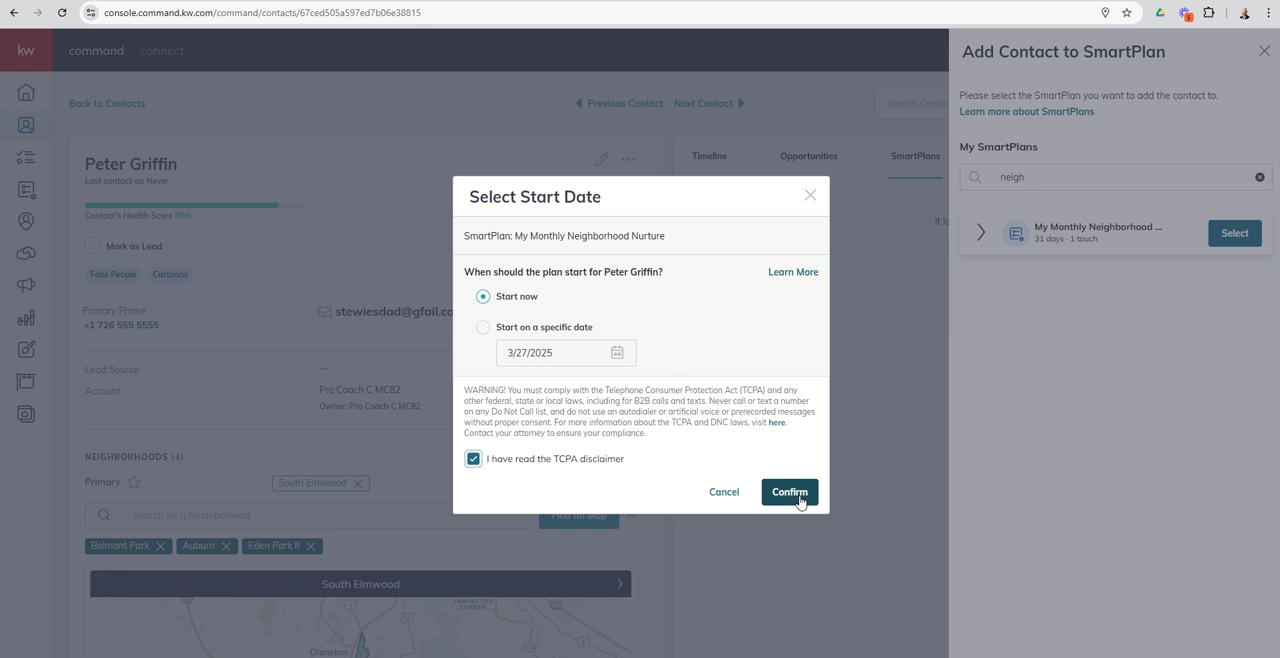 console.command.kw.com/command/contacts/67ced505a597ed7b06e38815
5
kw
command
connect
Add Contact to SmartPlan
Please select the SmartPlan you want to add the contact to.
Learn more about SmartPlans
My SmartPlans
neigh
My Monthly Neighborhood ...
31 days · 1 touch
Select
Back to Contacts
Previous Contact
Next Contact
Search Conta
Peter Griffin
Last contact on Never
Contact's Health Score 88%
Mark as Lead
Fake People
Cartoons
Primary Phone
+1 726 555 5555
stewiesdad@gfail.co
Lead Source
--
Account
Pro Coach C MC82
Owner: Pro Coach C MC82
NEIGHBORHOODS (4)
Primary
South Elmwood
Search for a Neighborhood
Find on Map
Belmont Park
Auburn
Eden Park II
South Elmwood
ARMINGTON
CORNER
Cranston
Timeline
Opportunities
SmartPlans
It lo
Select Start Date
SmartPlan: My Monthly Neighborhood Nurture
When should the plan start for Peter Griffin?
Learn More
Start now
Start on a specific date
3/27/2025
WARNING! You must comply with the Telephone Consumer Protection Act (TCPA) and any
other federal, state or local laws, including for B2B calls and texts. Never call or text a number
on any Do Not Call list, and do not use an autodialer or artificial voice or prerecorded messages
without proper consent. For more information about the TCPA and DNC laws, visit here.
Contact your attorney to ensure your compliance.
I have read the TCPA disclaimer
Cancel
Confirm